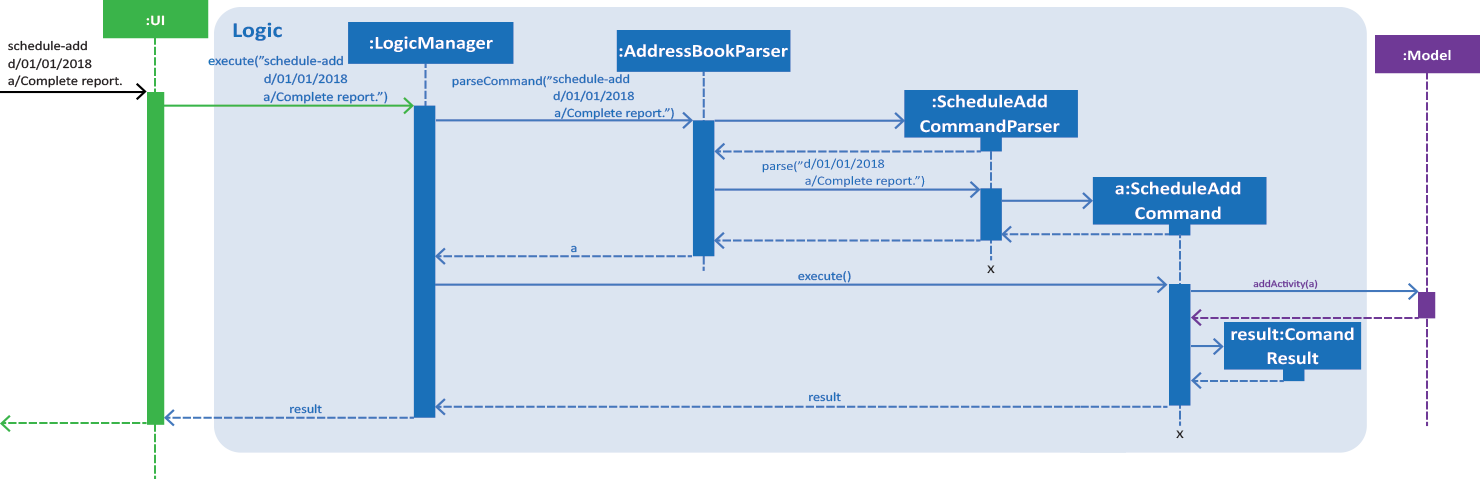 :UI
Logic
:LogicManager
:AddressBookParser
:Model
schedule-add
d/01/01/2018
a/Complete report.
execute("schedule-add
d/01/01/2018
a/Complete report.")
parseCommand("schedule-add
d/01/01/2018
a/Complete report.")
:ScheduleAdd
CommandParser
parse("d/01/01/2018
a/Complete report.")
a:ScheduleAdd
Command
a
x
execute()
addActivity(a)
result:Comand
Result
result
result
x